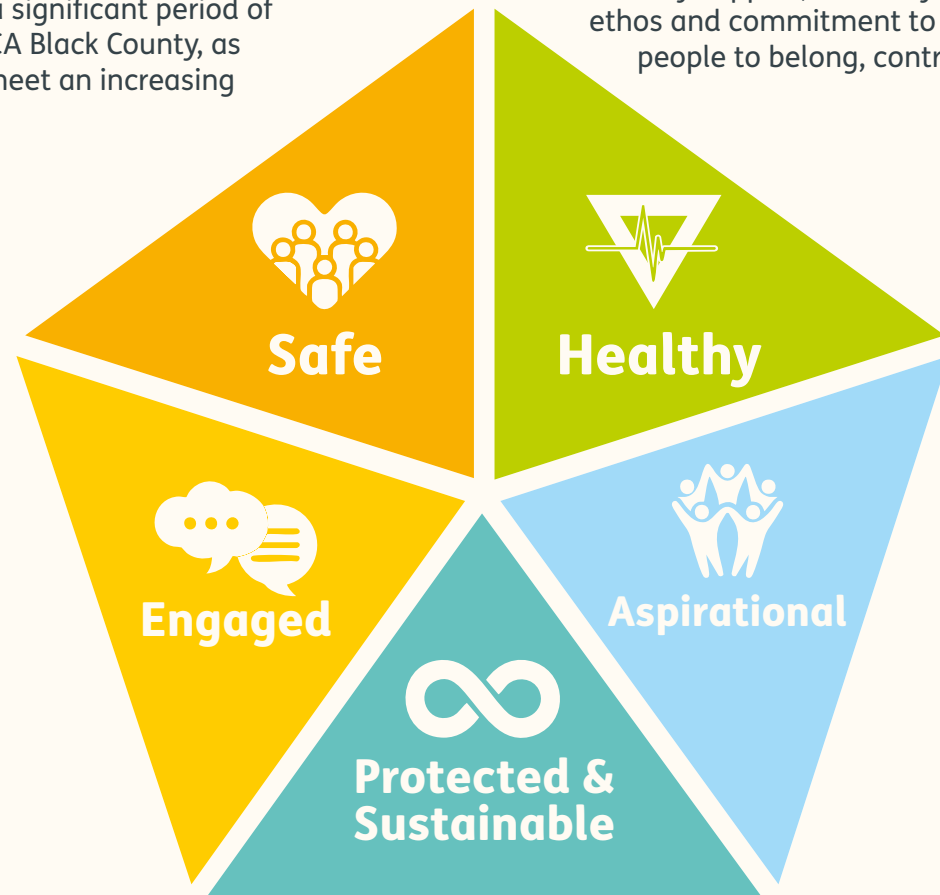 a significant period of
CA Black County, as
meet an increasing
ethos and commitment to
people to belong, contr
Safe
Healthy
Engaged
Aspirational
Protected &
Sustainable